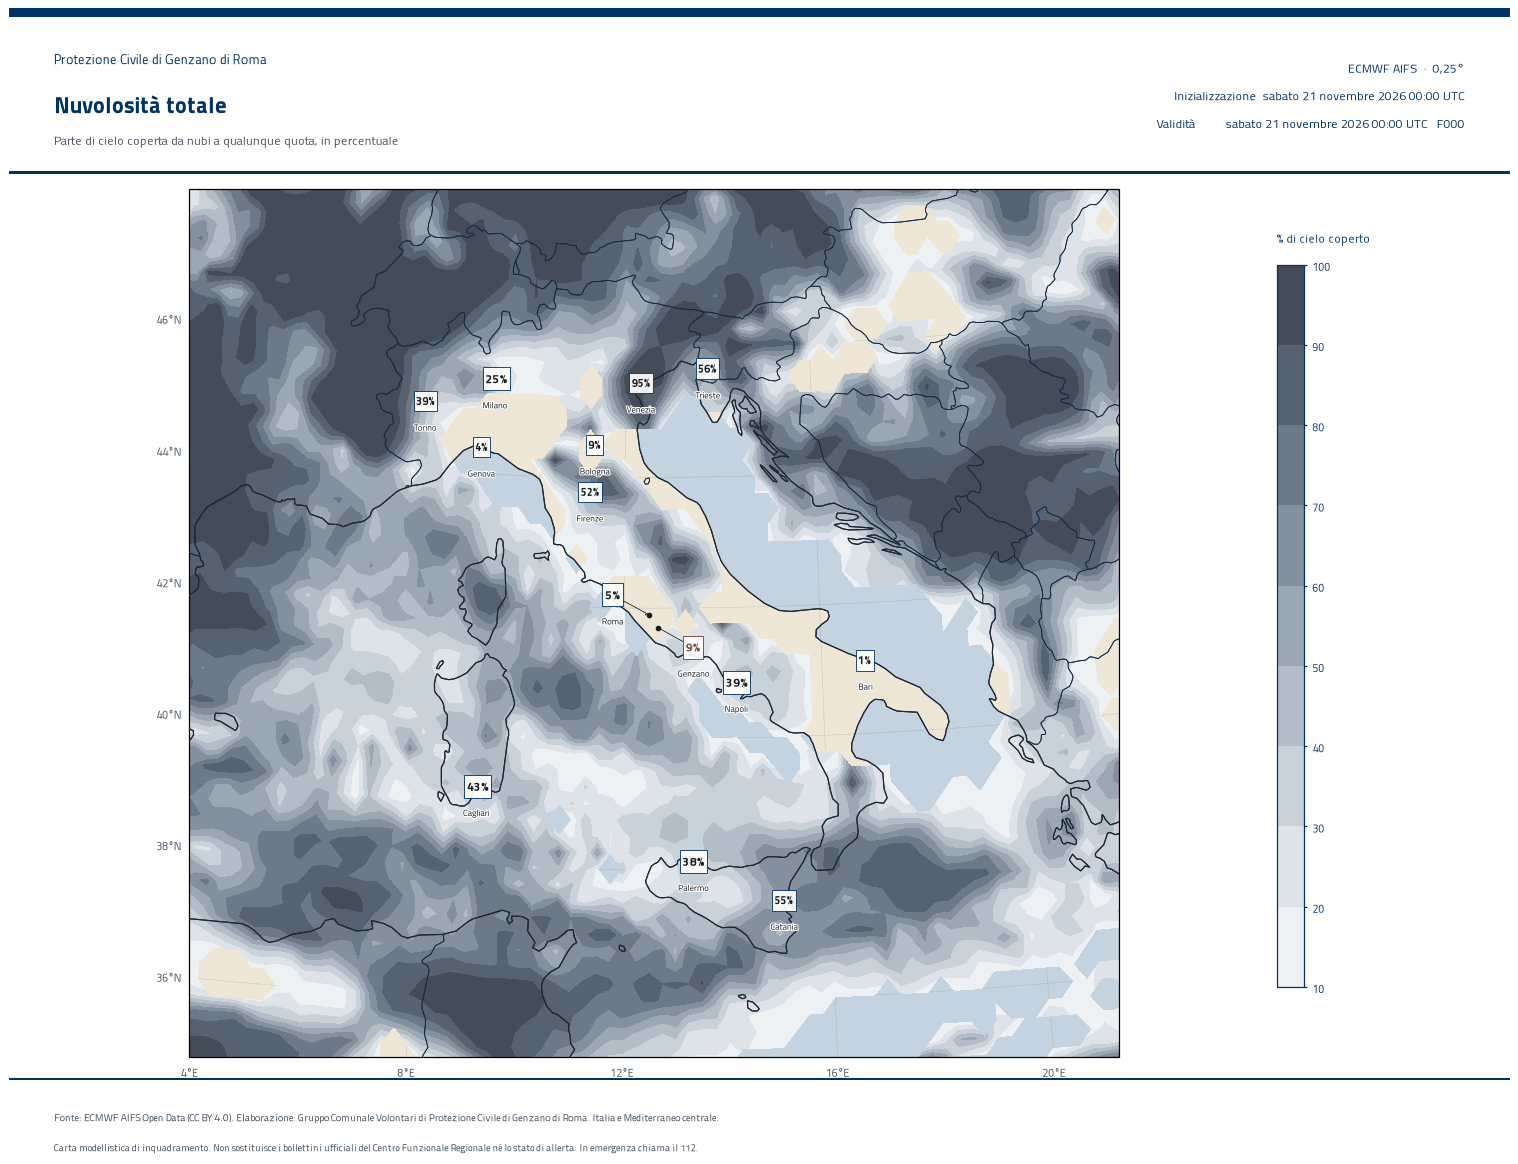 Protezione Civile di Genzano di Roma
Nuvolosità totale
Parte di cielo coperta da nubi a qualunque quota, in percentuale
ECMWF AIFS · 0,25°
Inizializzazione sabato 21 novembre 2026 00:00 UTC
Validità sabato 21 novembre 2026 00:00 UTC F000
% di cielo coperto
100
90
80
70
60
50
40
30
20
10
46°N
44°N
42°N
40°N
38°N
36°N
4°E
8°E
12°E
16°E
20°E
56%
Trieste
25%
Milano
95%
Venezia
39%
Torino
4%
Genova
9%
Bologna
52%
Firenze
5%
Roma
9%
Genzano
1%
Bari
39%
Napoli
43%
Cagliari
38%
Palermo
55%
Catania
Fonte: ECMWF AIFS Open Data (CC BY 4.0). Elaborazione: Gruppo Comunale Volontari di Protezione Civile di Genzano di Roma. Italia e Mediterraneo centrale.
Carta modellistica di inquadramento. Non sostituisce i bollettini ufficiali del Centro Funzionale Regionale né lo stato di allerta. In emergenza chiama il 112.